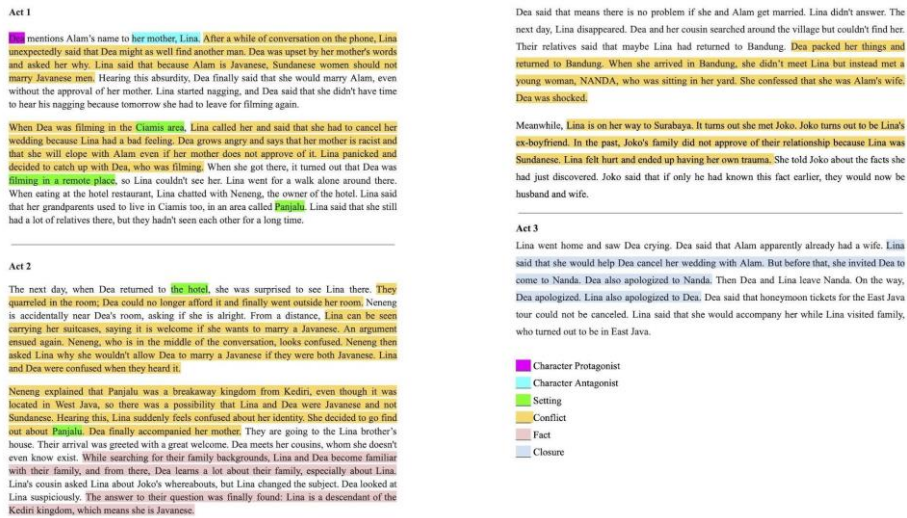 Act 1
Dea mentions Alam's name to her mother, Lina. After a while of conversation on the phone, Lina
unexpectedly said that Dea might as well find another man. Dea was upset by her mother's words
and asked her why. Lina said that because Alam is Javanese, Sundanese women should not
marry Javanese men. Hearing this absurdity, Dea finally said she would marry Alam, even
without the approval of her mother. Lina started nagging, and Dea said that she didn't have time
to hear his nagging because tomorrow she had to leave for filming again.
When Dea was filming in the Ciamis area, Lina called her and said that she had to cancel her
wedding because Lina had a bad feeling. Dea grows angry and says that her mother is racist and
that she will elope with Alam even if her mother does not approve of it. Lina panicked and
decided to catch up with Dea, who was filming. When she got there, it turned out that Dea was
filming in a remote place, so Lina couldn't see her. Lina went for a walk alone around there.
When eating at the hotel restaurant, Lina chatted with Neneng, the owner of the hotel. Lina said
that her grandparents used to live in Ciamis too, in an area called Panjalu. Lina said that she still
had a lot of relatives there, but they hadn't seen each other for a long time.
Act 2
The next day, when Dea returned to the hotel, she was surprised to see Lina there. They
quarreled in the room; Dea could no longer afford it and finally went outside her room. Neneng
is accidentally near Dea's room, asking if she is alright. From a distance, Lina can be seen
carrying her suitcases, saying it is welcome if she wants to marry a Javanese. An argument
ensued again. Neneng, who is in the middle of the conversation, looks confused. Neneng then
asked Lina why she wouldn't allow Dea to marry a Javanese if they were both Javanese. Lina
and Dea were confused when they heard it.
Neneng explained that Panjalu was a breakaway kingdom from Kediri, even though it was
located in West Java, so there was a possibility that Lina and Dea were Javanese and not
Sundanese. Hearing this, Lina suddenly feels confused about her identity. She decided to go find
out about Panjalu. Dea finally accompanied her mother. They are going to the Lina brother's
house. Their arrival was greeted with a great welcome. Dea meets her cousins, whom she doesn't
even know exist. While searching for their family backgrounds, Lina and Dea become familiar
with their family, and from there, Dea learns a lot about their family, especially about Lina.
Lina's cousin asked Lina about Joko's whereabouts, but Lina changed the subject. Dea looked at
Lina suspiciously. The answer to their question was finally found: Lina is a descendant of the
Kediri kingdom, which means she is Javanese.
Dea said that means there is no problem if she and Alam get married. Lina didn't answer. The
next day, Lina disappeared. Dea and her cousin searched around the village but couldn't find her.
Their relatives said that maybe Lina had returned to Bandung. Dea packed her things and
returned to Bandung. When she arrived in Bandung, she didn't meet Lina but instead met a
young woman, NANDA, who was sitting in her yard. She confessed that she was Alam's wife.
Dea was shocked.
Meanwhile, Lina is on her way to Surabaya. It turns out she met Joko. Joko turns out to be Lina's
ex-boyfriend. In the past, Joko's family did not approve of their relationship because Lina was
Sundanese. Lina felt hurt and ended up having her own trauma. She told Joko about the facts she
had just discovered. Joko said that if only he had known this fact earlier, they would now be
husband and wife.
Act 3
Lina went home and saw Dea crying. Dea said that Alam apparently already had a wife. Lina
said that she would help Dea cancel her wedding with Alam. But before that, she invited Dea to
come to Nanda. Dea also apologized to Nanda. Then Dea and Lina leave Nanda. On the way,
Dea apologized. Lina also apologized to Dea. Dea said that honeymoon tickets for the East Java
tour could not be canceled. Lina said that she would accompany her while Lina visited family,
who turned out to be in East Java.
Character Protagonist
Character Antagonist
Setting
Conflict
Fact
Closure